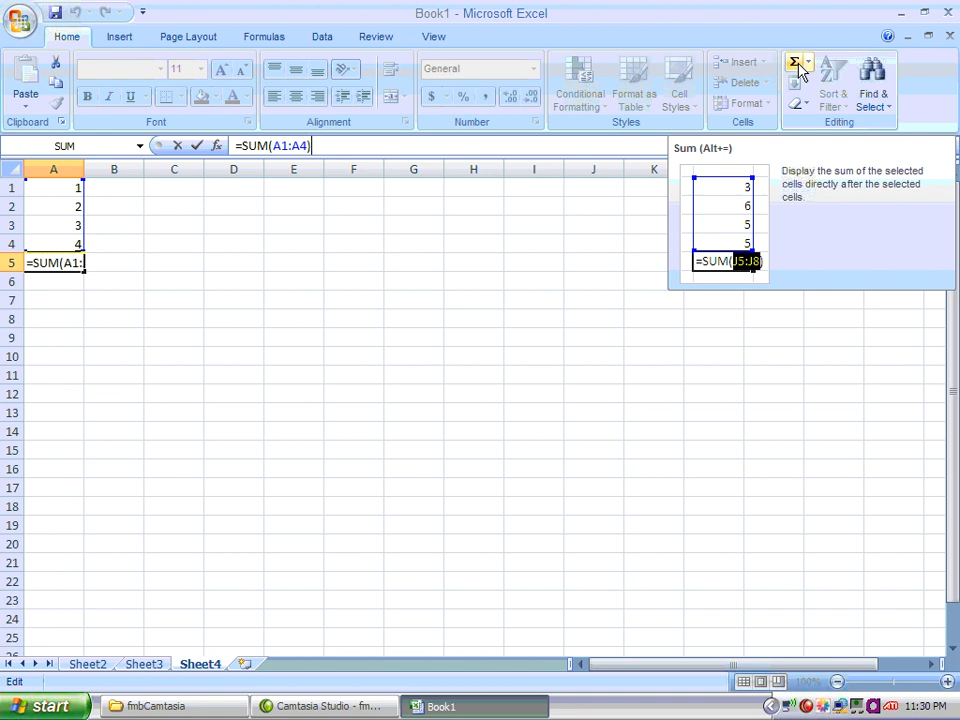 Book1 - Microsoft Excel
Home Insert Page Layout Formulas Data Review View
11 General
Paste
B I U $ % ,
Conditional Formatting Format as Table Cell Styles
Insert
Delete
Format
Σ
Sort & Filter Find & Select
Clipboard Font Alignment Number Styles Cells Editing
SUM fx =SUM(A1:A4)
Sum (Alt+=)
Display the sum of the selected
cells directly after the selected
cells.
3
6
5
5
=SUM(J5:J8)
A B C D E F G H I J K
1 1
2 2
3 3
4 4
5 =SUM(A1:
6
7
8
9
10
11
12
13
14
15
16
17
18
19
20
21
22
23
24
25
Sheet2 Sheet3 Sheet4
Edit 100%
start fmbCamtasia Camtasia Studio - fm... Book1 11:30 PM